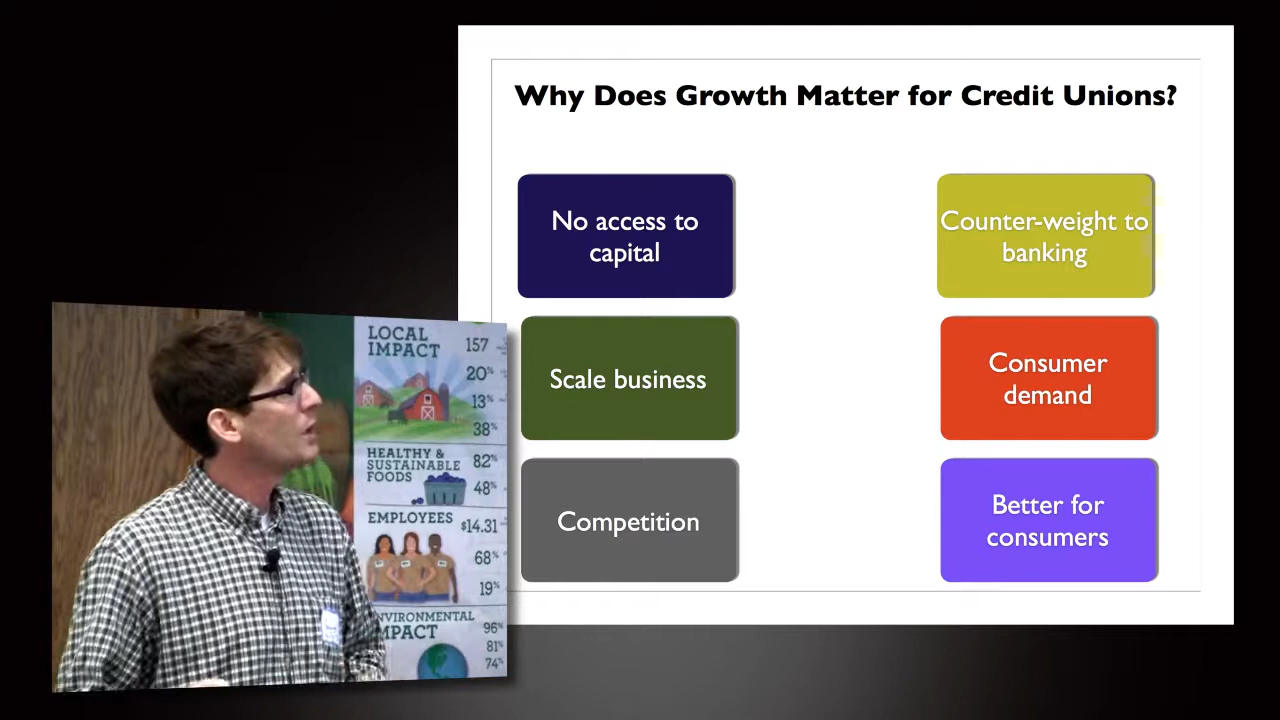 Why Does Growth Matter for Credit Unions?
No access to
capital
Counter-weight to
banking
Scale business
Consumer
demand
Competition
Better for
consumers
LOCAL
IMPACT
157
20%
13%
38%
HEALTHY &
SUSTAINABLE
FOODS
82%
48%
EMPLOYEES
$14.31
68%
19%
ENVIRONMENTAL
IMPACT
96%
81%
74%